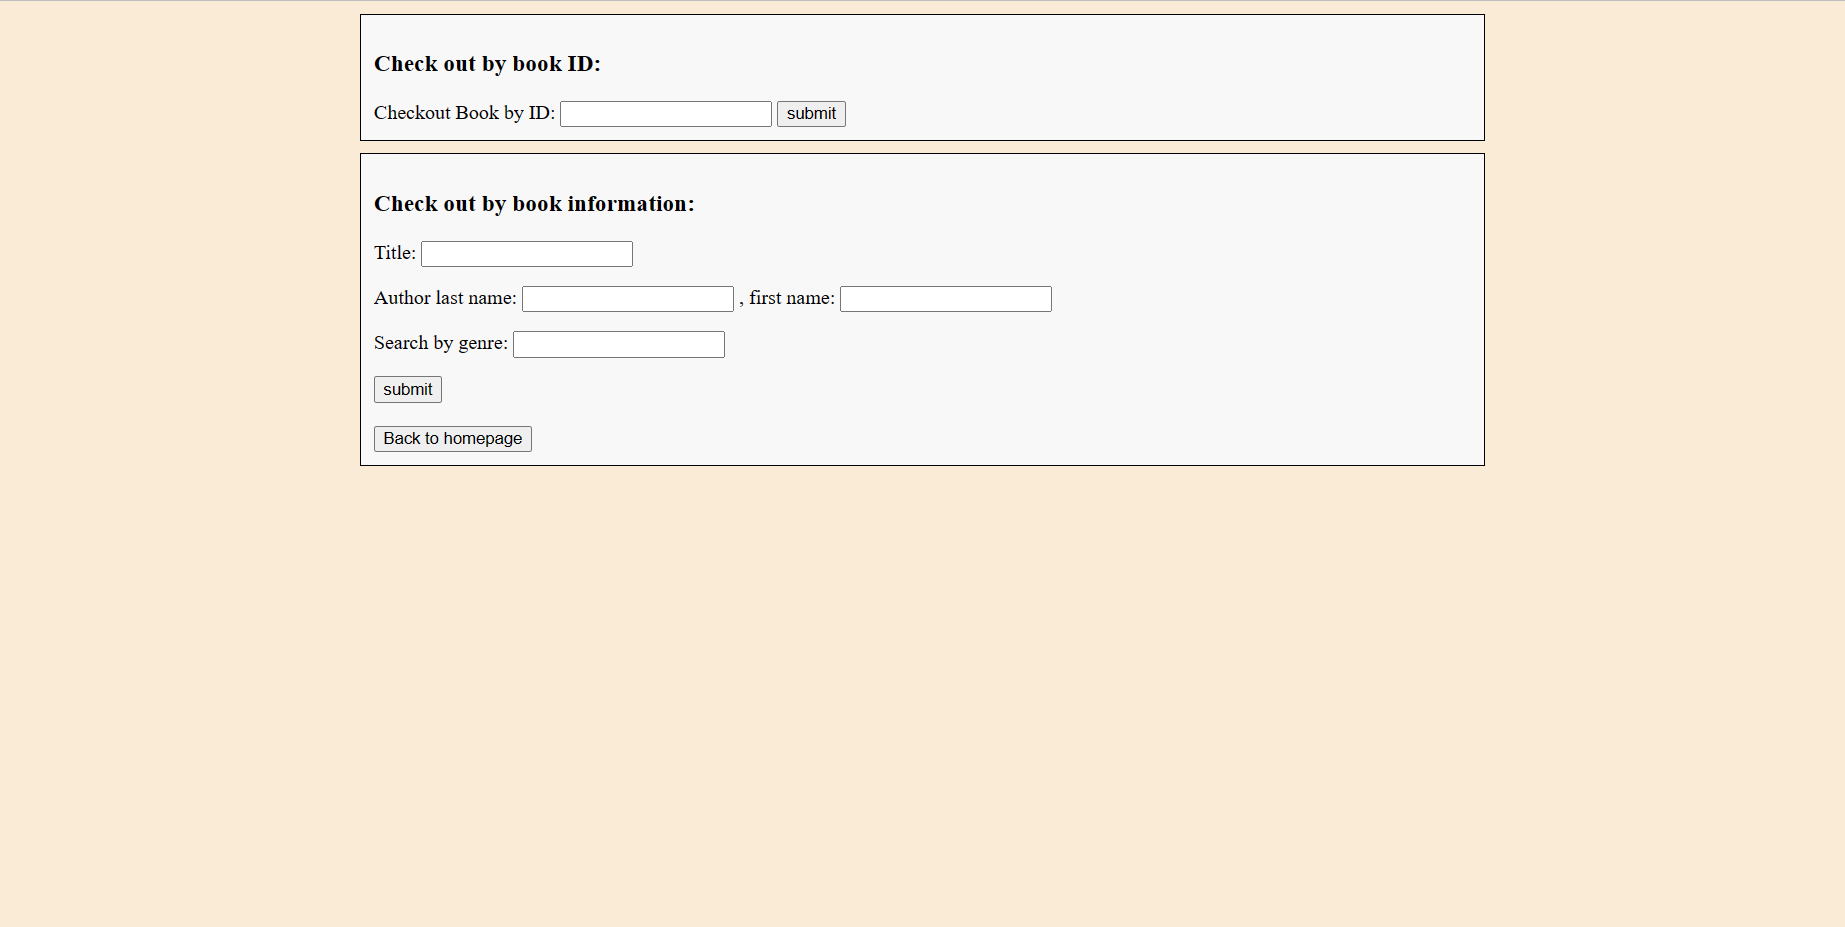 Check out by book ID:
Checkout Book by ID: submit
Check out by book information:
Title:
Author last name: , first name:
Search by genre:
submit
Back to homepage